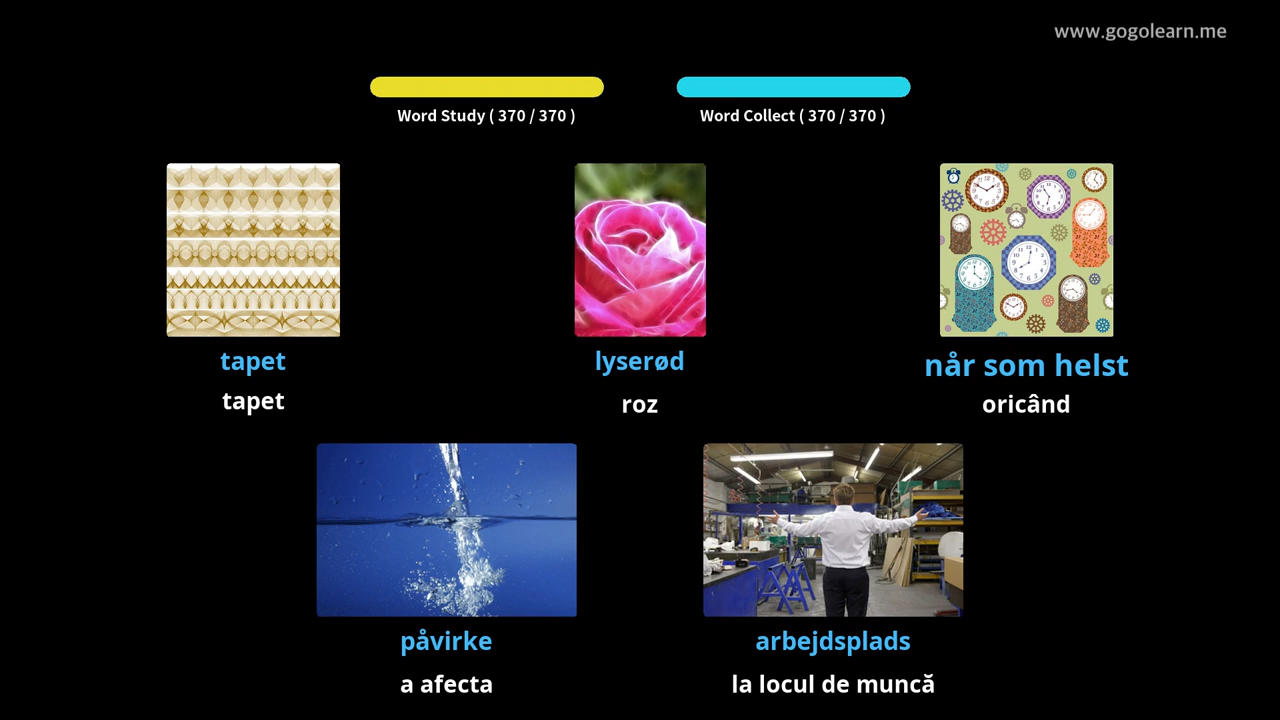 www.gogolearn.me
Word Study ( 370 / 370 )
Word Collect ( 370 / 370 )
tapet
lyserød
når som helst
tapet
roz
oricând
påvirke
arbejdsplads
a afecta
la locul de muncă